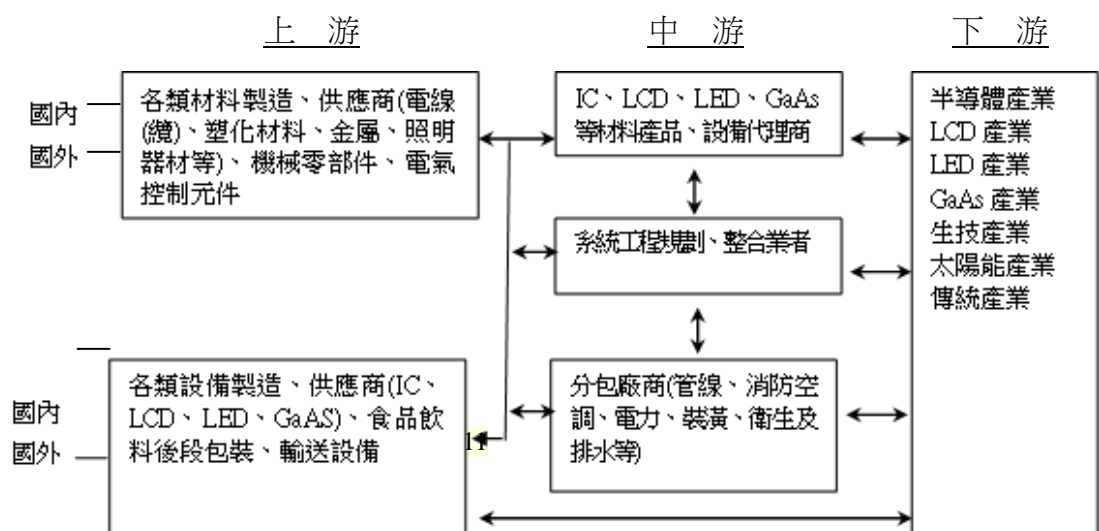 上 游 中 游 下 游
國內
國外
各類材料製造、供應商(電線
(纜)、塑化材料、金屬、照明
器材等)、機械零部件、電氣
控制元件
IC、LCD、LED、GaAs
等材料產品、設備代理商
系統工程規劃、整合業者
分包廠商(管線、消防空
調、電力、裝潢、衛生及
排水等)
半導體產業
LCD 產業
LED 產業
GaAs 產業
生技產業
太陽能產業
傳統產業
國內
國外
各類設備製造、供應商(IC、
LCD、LED、GaAS)、食品飲
料後段包裝、輸送設備
11